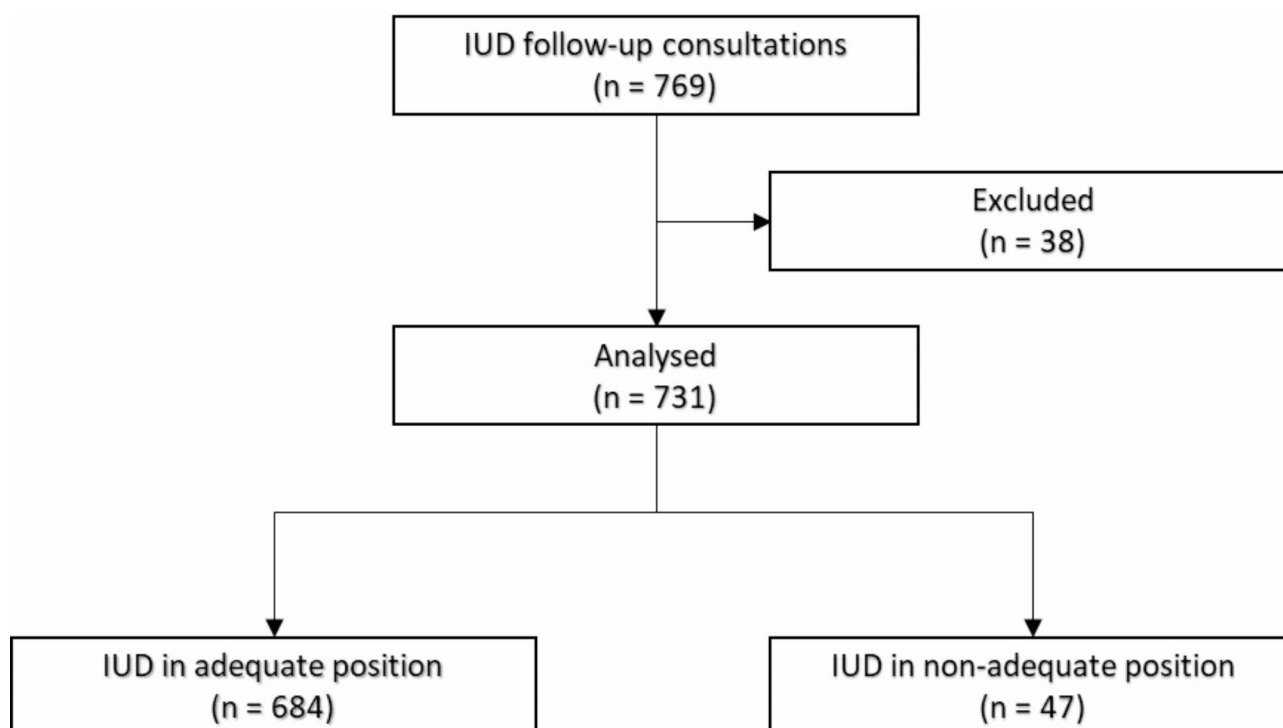 IUD follow-up consultations
(n = 769)
Excluded
(n = 38)
Analysed
(n = 731)
IUD in adequate position
(n = 684)
IUD in non-adequate position
(n = 47)